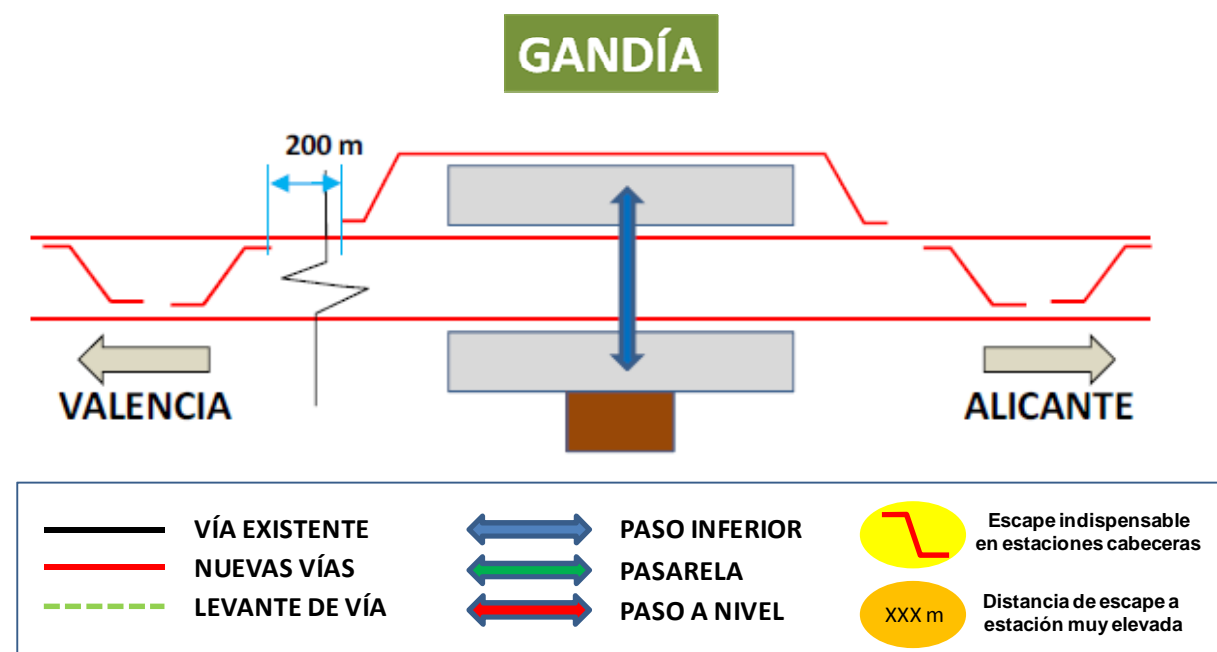 GANDÍA
200 m
VALENCIA
ALICANTE
VÍA EXISTENTE
NUEVAS VÍAS
LEVANTE DE VÍA
PASO INFERIOR
PASARELA
PASO A NIVEL
Escape indispensable
en estaciones cabeceras
XXX m
Distancia de escape a
estación muy elevada